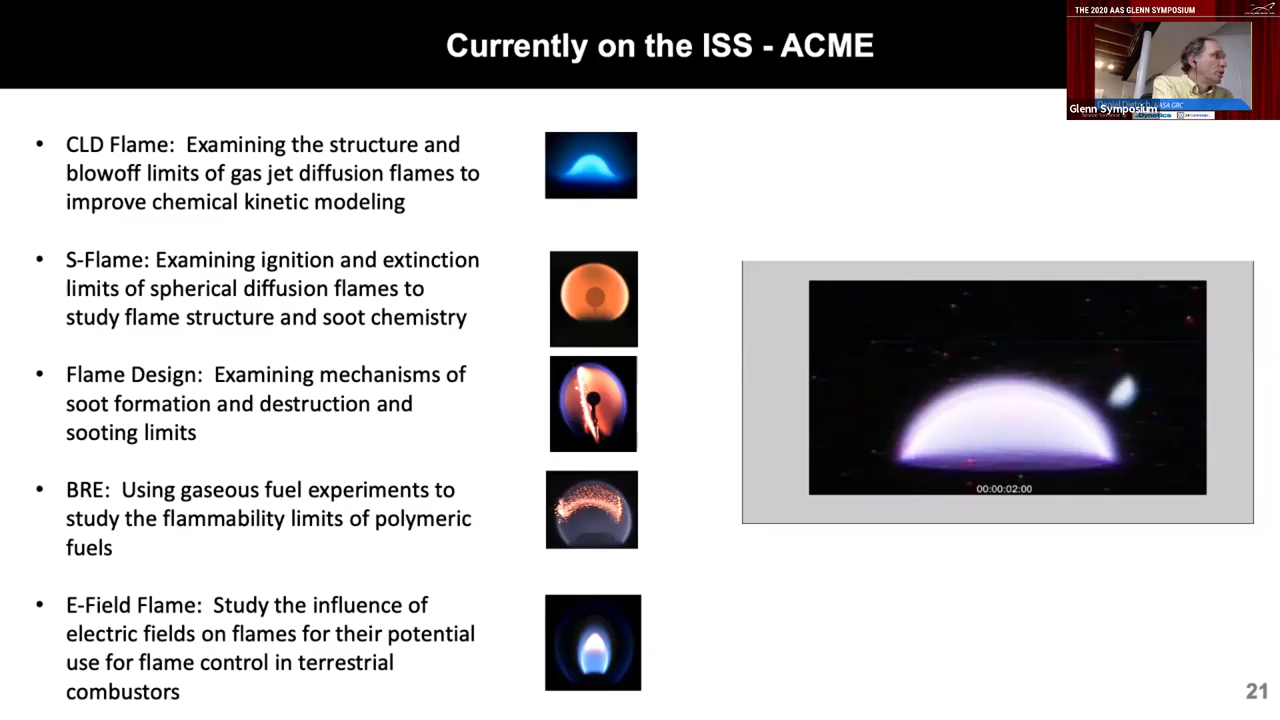 Currently on the ISS - ACME
THE 2020 AAS GLENN SYMPOSIUM
Daniel Dietrich, NASA GRC
Glenn Symposium
Dynetics
• CLD Flame: Examining the structure and
blowoff limits of gas jet diffusion flames to
improve chemical kinetic modeling
• S-Flame: Examining ignition and extinction
limits of spherical diffusion flames to
study flame structure and soot chemistry
• Flame Design: Examining mechanisms of
soot formation and destruction and
sooting limits
• BRE: Using gaseous fuel experiments to
study the flammability limits of polymeric
fuels
• E-Field Flame: Study the influence of
electric fields on flames for their potential
use for flame control in terrestrial
combustors
00:00:02:00
21